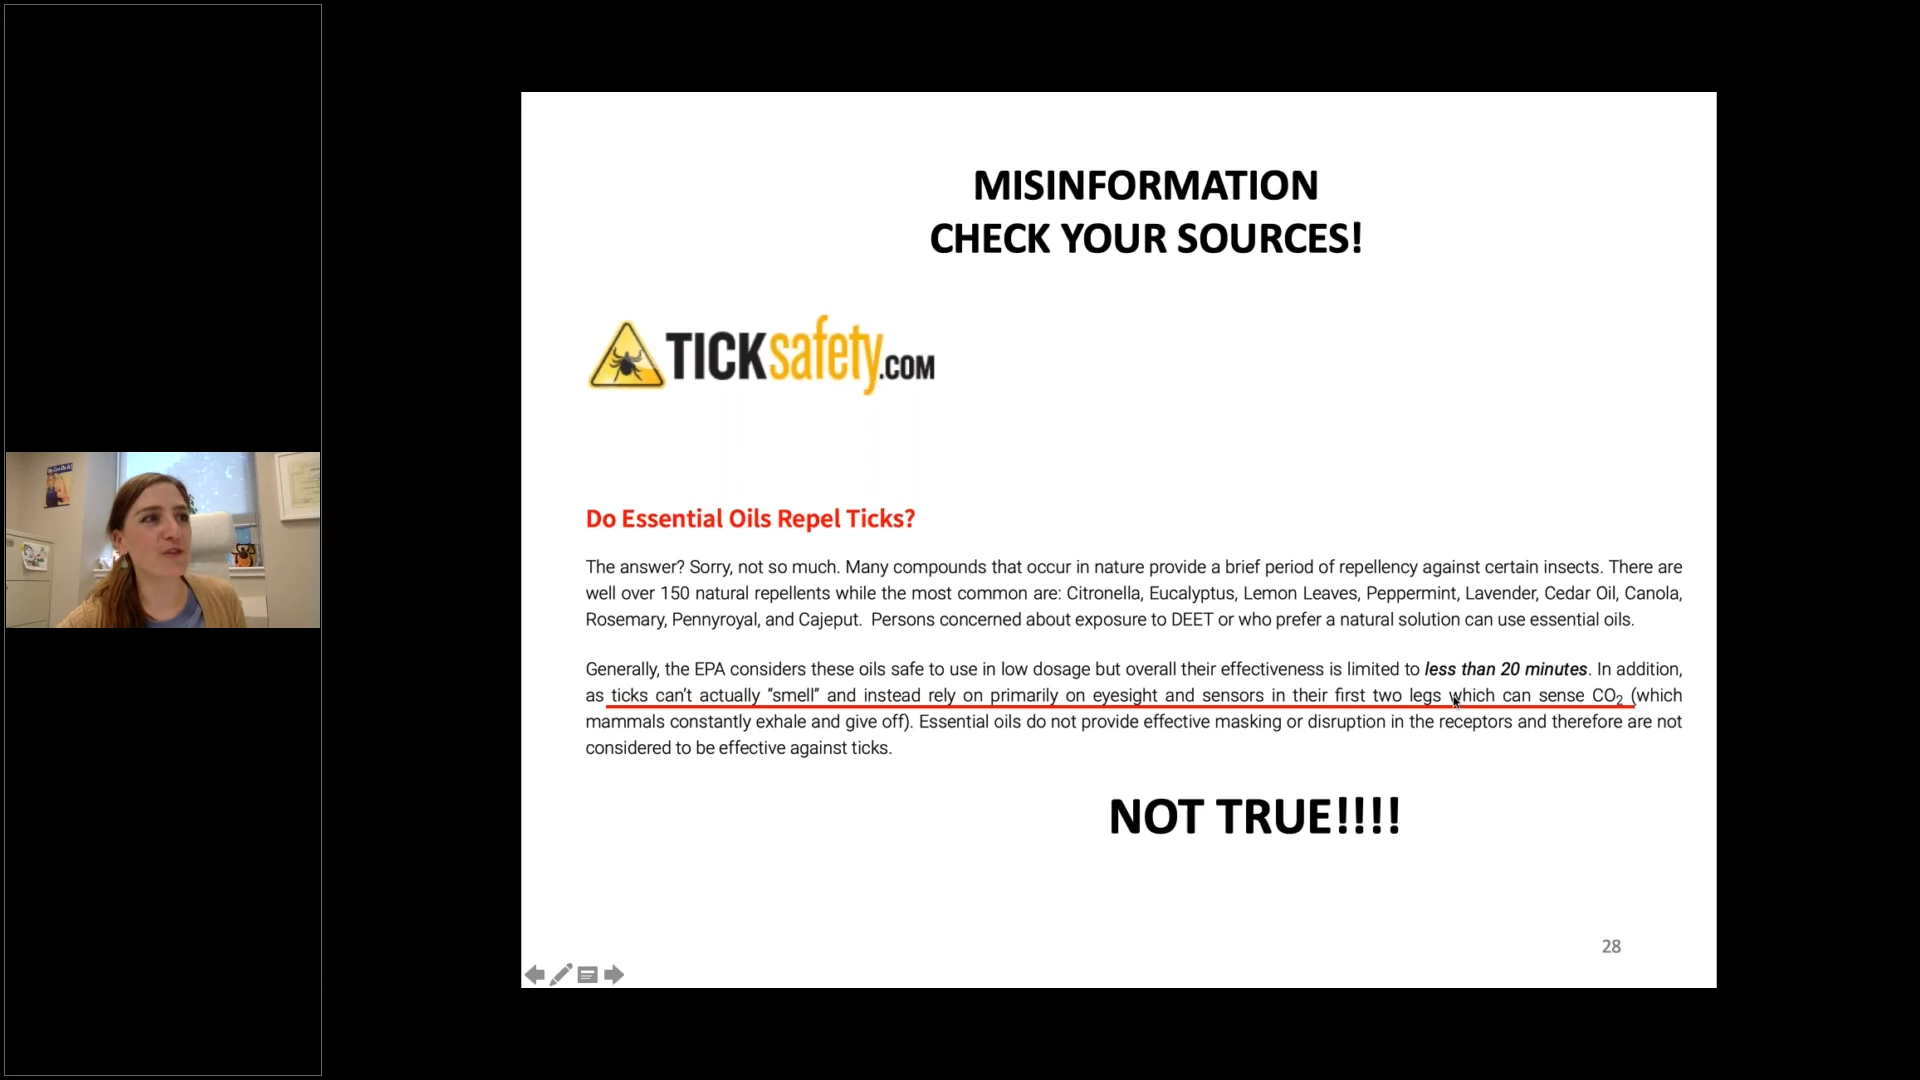 MISINFORMATION
CHECK YOUR SOURCES!
TICKsafety.COM
Do Essential Oils Repel Ticks?
The answer? Sorry, not so much. Many compounds that occur in nature provide a brief period of repellency against certain insects. There are
well over 150 natural repellents while the most common are: Citronella, Eucalyptus, Lemon Leaves, Peppermint, Lavender, Cedar Oil, Canola,
Rosemary, Pennyroyal, and Cajeput. Persons concerned about exposure to DEET or who prefer a natural solution can use essential oils.
Generally, the EPA considers these oils safe to use in low dosage but overall their effectiveness is limited to less than 20 minutes. In addition,
as ticks can't actually "smell" and instead rely on primarily on eyesight and sensors in their first two legs which can sense CO2 (which
mammals constantly exhale and give off). Essential oils do not provide effective masking or disruption in the receptors and therefore are not
considered to be effective against ticks.
NOT TRUE!!!!
28